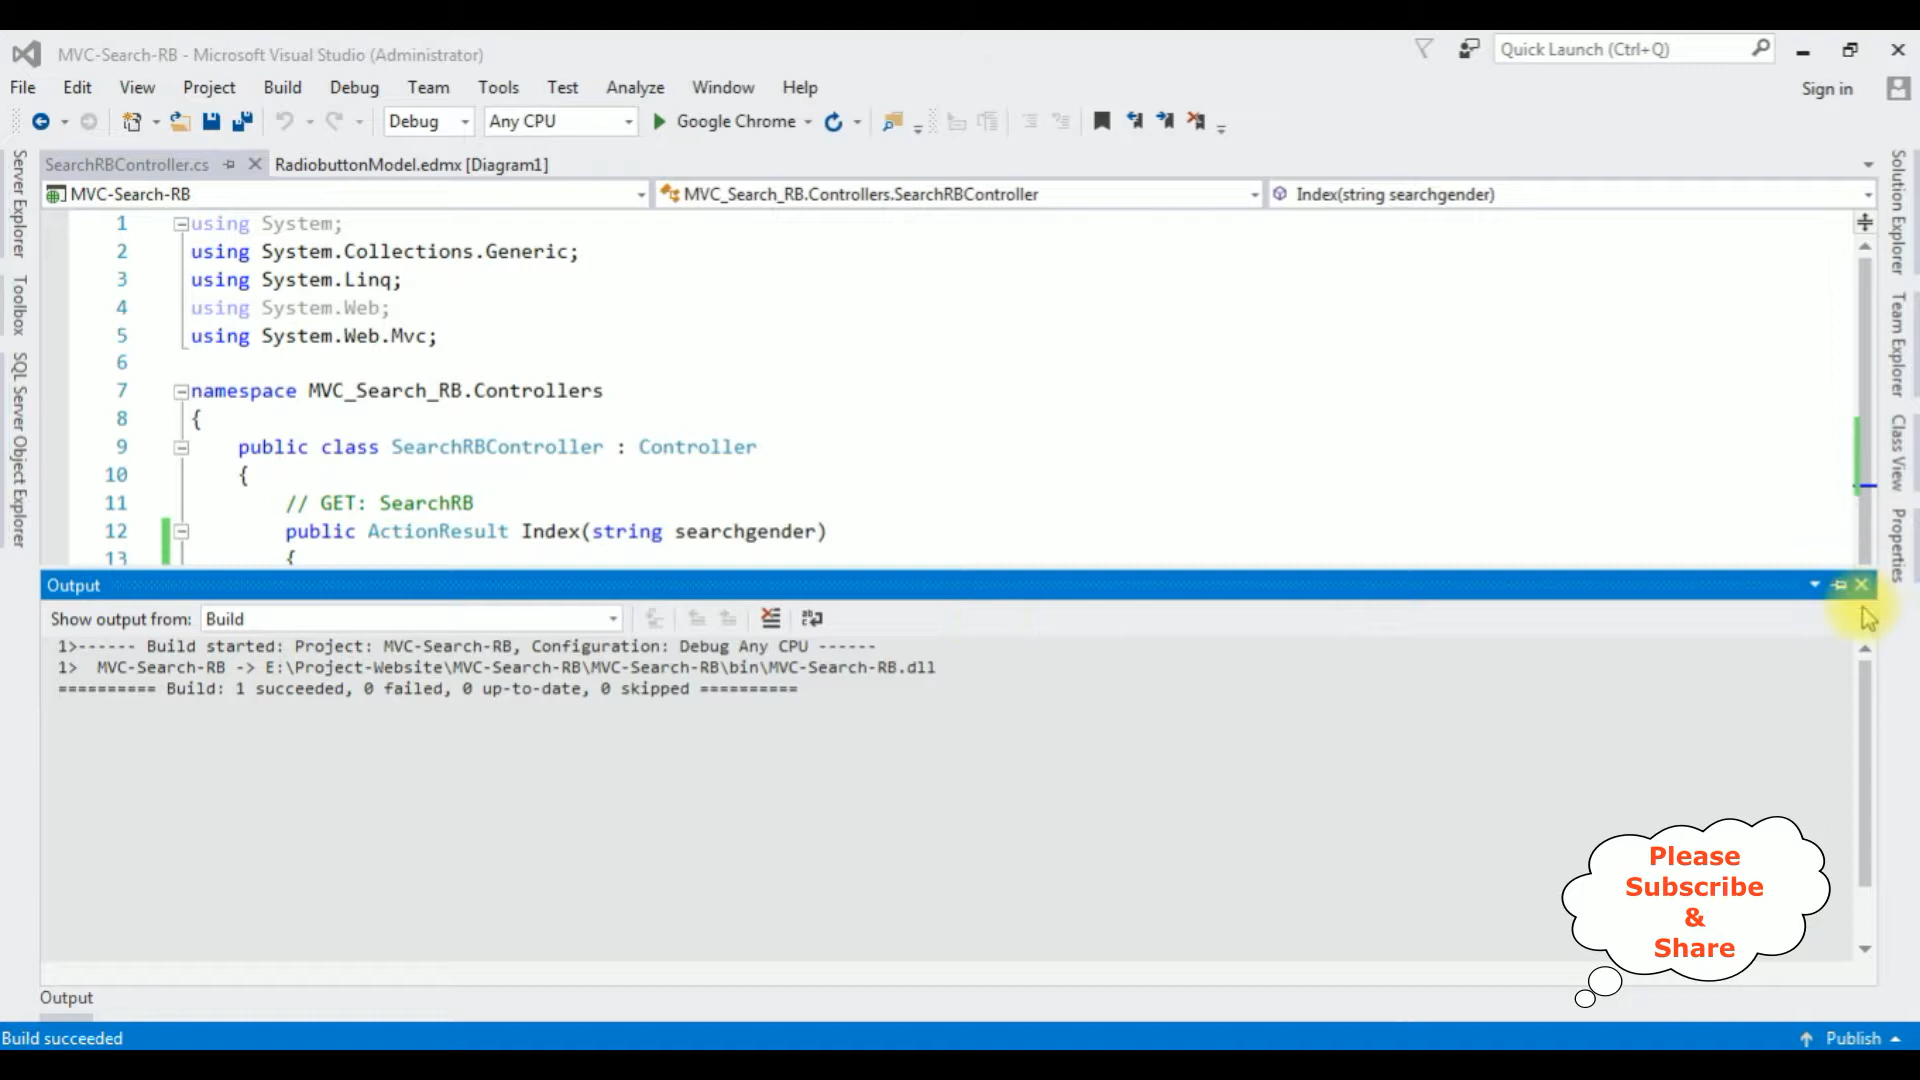 MVC-Search-RB - Microsoft Visual Studio (Administrator)
Quick Launch (Ctrl+Q)
File Edit View Project Build Debug Team Tools Test Analyze Window Help
Sign in
Debug Any CPU Google Chrome
SearchRBController.cs RadiobuttonModel.edmx [Diagram1]
MVC-Search-RB MVC_Search_RB.Controllers.SearchRBController Index(string searchgender)
Server Explorer
Toolbox
SQL Server Object Explorer
1 using System;
2 using System.Collections.Generic;
3 using System.Linq;
4 using System.Web;
5 using System.Web.Mvc;
6
7 namespace MVC_Search_RB.Controllers
8 {
9 public class SearchRBController : Controller
10 {
11 // GET: SearchRB
12 public ActionResult Index(string searchgender)
13 {
Solution Explorer
Team Explorer
Class View
Properties
Output
Show output from: Build
1>------ Build started: Project: MVC-Search-RB, Configuration: Debug Any CPU ------
1> MVC-Search-RB -> E:\Project-Website\MVC-Search-RB\MVC-Search-RB\bin\MVC-Search-RB.dll
========== Build: 1 succeeded, 0 failed, 0 up-to-date, 0 skipped ==========
Please
Subscribe
&
Share
Output
Build succeeded
Publish